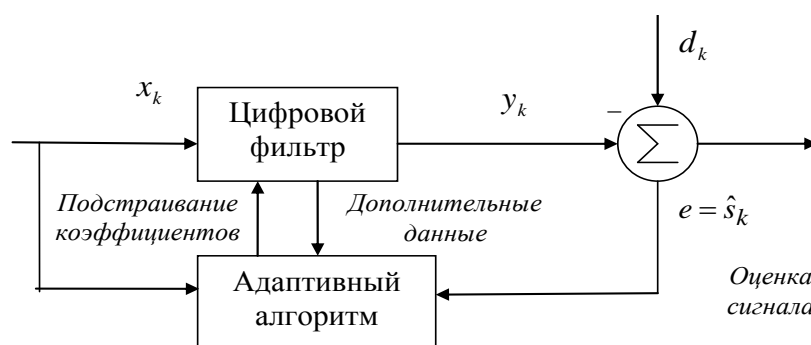 d_k
x_k
Цифровой
фильтр
y_k
−
∑
Подстраивание
коэффициентов
Дополнительные
данные
e = ŝ_k
Адаптивный
алгоритм
Оценка
сигнала